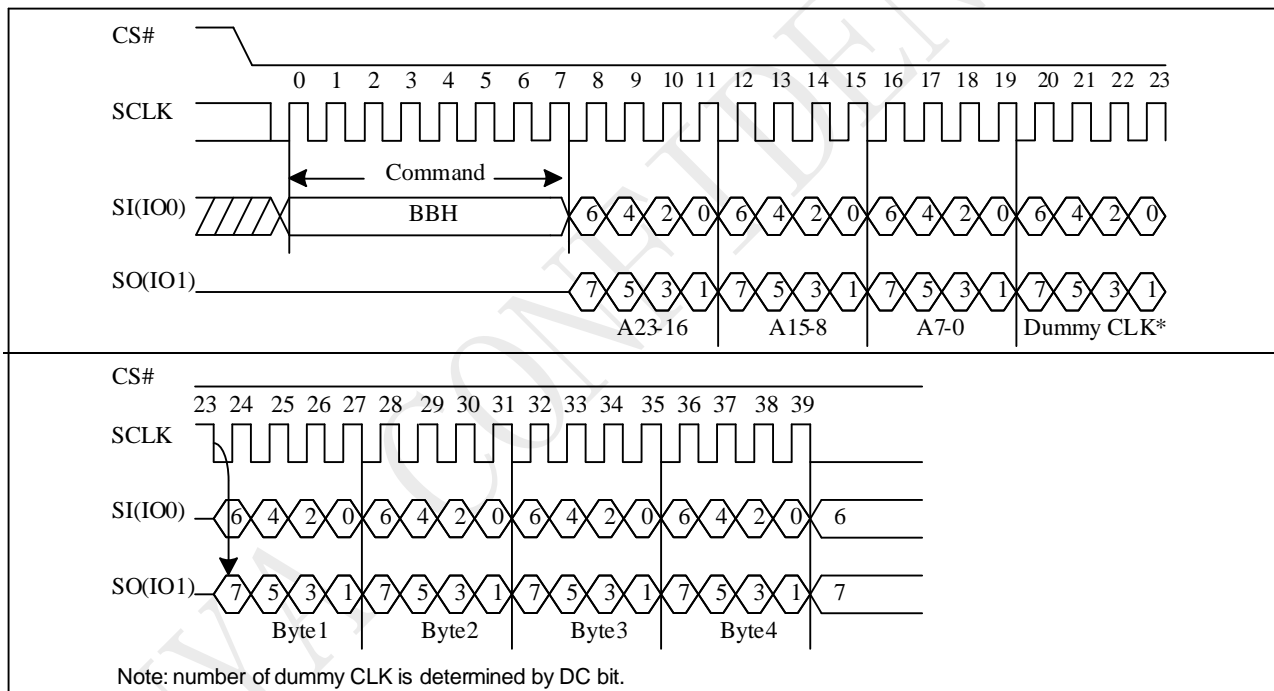 CS#
0 1 2 3 4 5 6 7 8 9 10 11 12 13 14 15 16 17 18 19 20 21 22 23
SCLK
Command
SI(IO0) BBH 6 4 2 0 6 4 2 0 6 4 2 0 6 4 2 0
SO(IO1) 7 5 3 1 7 5 3 1 7 5 3 1 7 5 3 1
A23-16 A15-8 A7-0 Dummy CLK*
CS#
23 24 25 26 27 28 29 30 31 32 33 34 35 36 37 38 39
SCLK
SI(IO0) 6 4 2 0 6 4 2 0 6 4 2 0 6 4 2 0 6
SO(IO1) 7 5 3 1 7 5 3 1 7 5 3 1 7 5 3 1 7
Byte1 Byte2 Byte3 Byte4
Note: number of dummy CLK is determined by DC bit.